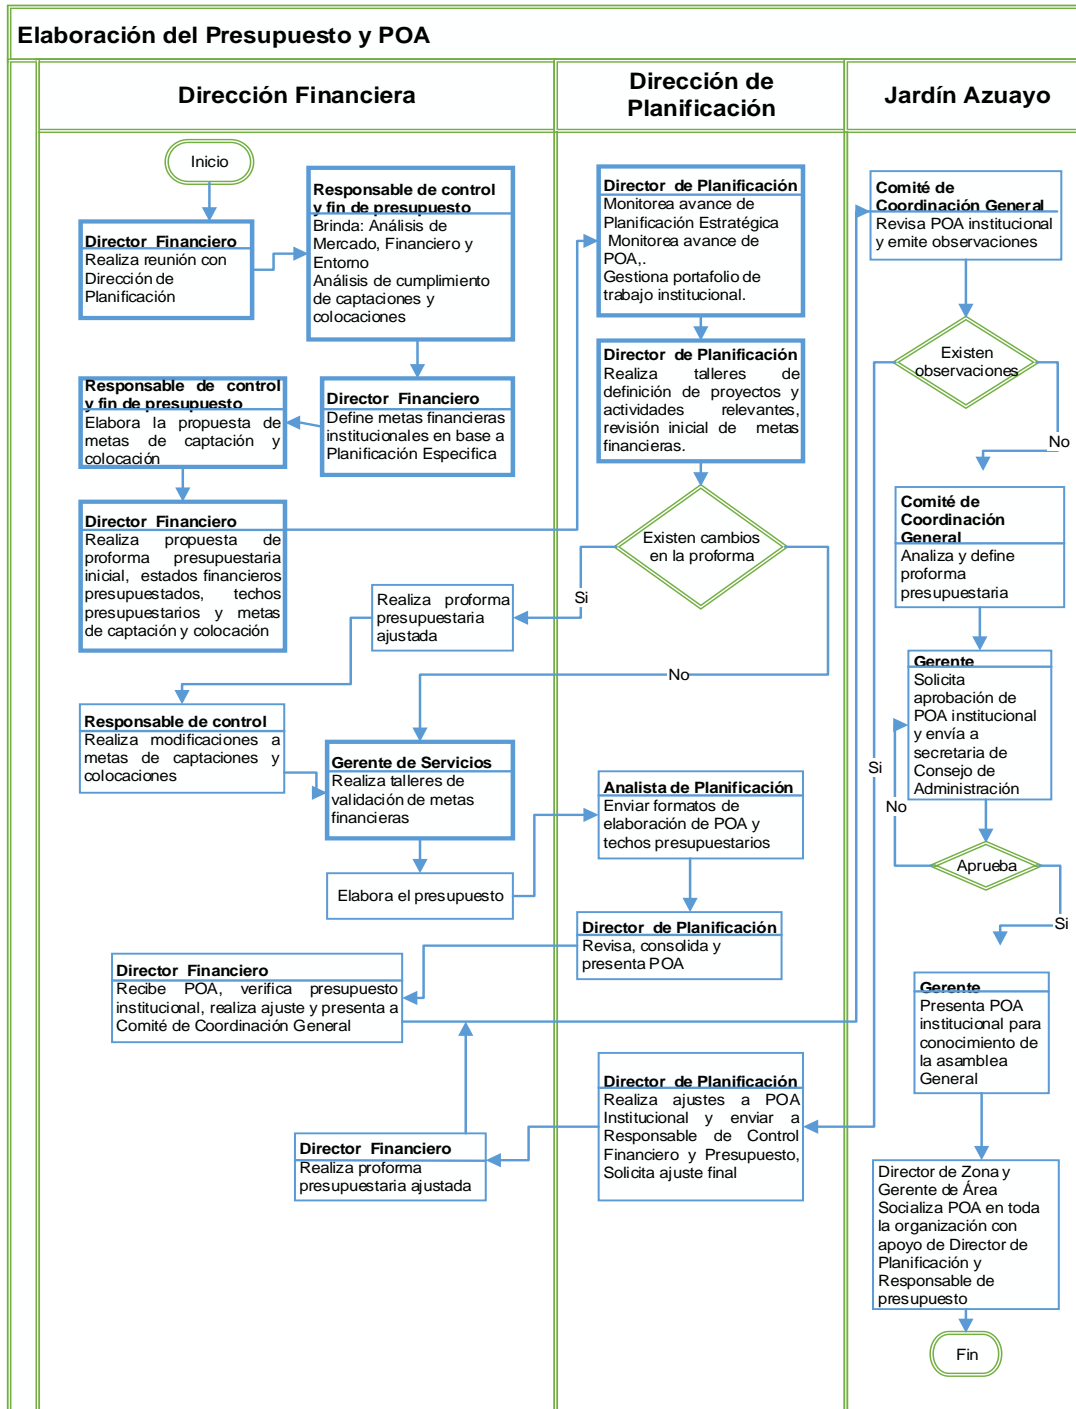 Elaboración del Presupuesto y POA
Dirección Financiera
Dirección de
Planificación
Jardín Azuayo
Inicio
Director Financiero
Realiza reunión con
Dirección de
Planificación
Responsable de control
y fin de presupuesto
Brinda: Análisis de
Mercado, Financiero y
Entorno
Análisis de cumplimiento
de captaciones y
colocaciones
Director Financiero
Define metas financieras
institucionales en base a
Planificación Especifica
Responsable de control
y fin de presupuesto
Elabora la propuesta de
metas de captación y
colocación
Director Financiero
Realiza propuesta de
proforma presupuestaria
inicial, estados financieros
presupuestados, techos
presupuestarios y metas
de captación y colocación
Director de Planificación
Monitorea avance de
Planificación Estratégica
Monitorea avance de
POA,.
Gestiona portafolio de
trabajo institucional.
Director de Planificación
Realiza talleres de
definición de proyectos y
actividades relevantes,
revisión inicial de metas
financieras.
Existen cambios
en la proforma
Si
No
Realiza proforma
presupuestaria
ajustada
Responsable de control
Realiza modificaciones a
metas de captaciones y
colocaciones
Gerente de Servicios
Realiza talleres de
validación de metas
financieras
Elabora el presupuesto
Analista de Planificación
Enviar formatos de
elaboración de POA y
techos presupuestarios
Director de Planificación
Revisa, consolida y
presenta POA
Director Financiero
Recibe POA, verifica presupuesto
institucional, realiza ajuste y presenta a
Comité de Coordinación General
Comité de
Coordinación General
Revisa POA institucional
y emite observaciones
Existen
observaciones
No
Si
Director de Planificación
Realiza ajustes a POA
Institucional y enviar a
Responsable de Control
Financiero y Presupuesto,
Solicita ajuste final
Director Financiero
Realiza proforma
presupuestaria ajustada
Comité de
Coordinación
General
Analiza y define
proforma
presupuestaria
Gerente
Solicita
aprobación de
POA institucional
y envía a
secretaria de
Consejo de
Administración
No
Aprueba
Si
Gerente
Presenta POA
institucional para
conocimiento de
la asamblea
General
Director de Zona y
Gerente de Área
Socializa POA en toda
la organización con
apoyo de Director de
Planificación y
Responsable de
presupuesto
Fin